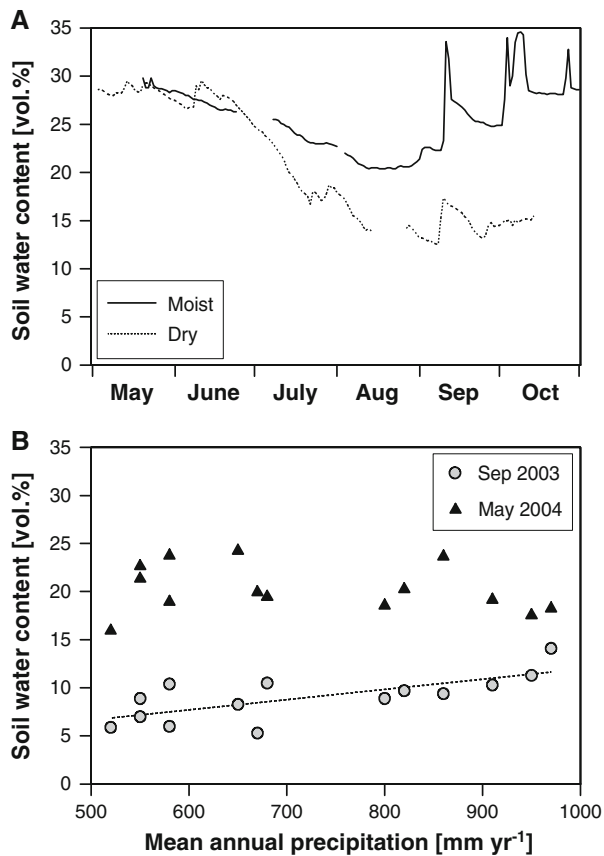 A
Soil water content [vol.%]
35
30
25
20
15
10
5
0
Moist
Dry
May June July Aug Sep Oct
B
Soil water content [vol.%]
35
30
25
20
15
10
5
0
Sep 2003
May 2004
500 600 700 800 900 1000
Mean annual precipitation [mm yr⁻¹]